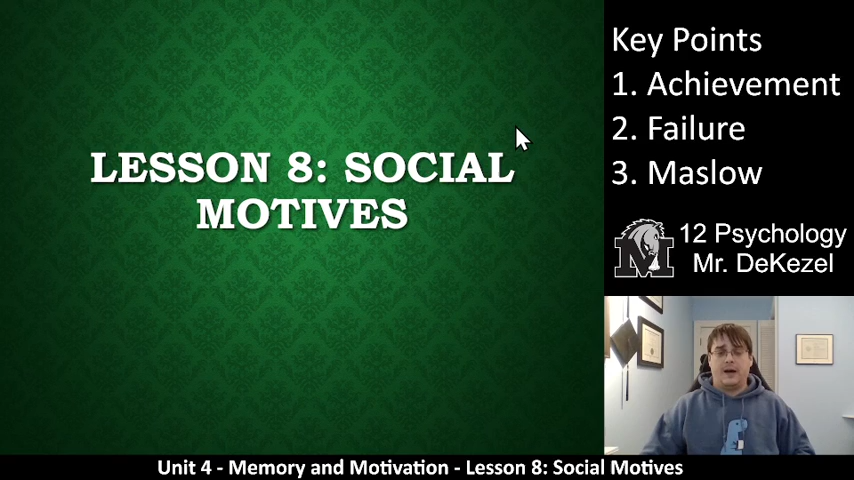 LESSON 8: SOCIAL
MOTIVES
Key Points
1. Achievement
2. Failure
3. Maslow
M
12 Psychology
Mr. DeKezel
Unit 4 - Memory and Motivation - Lesson 8: Social Motives